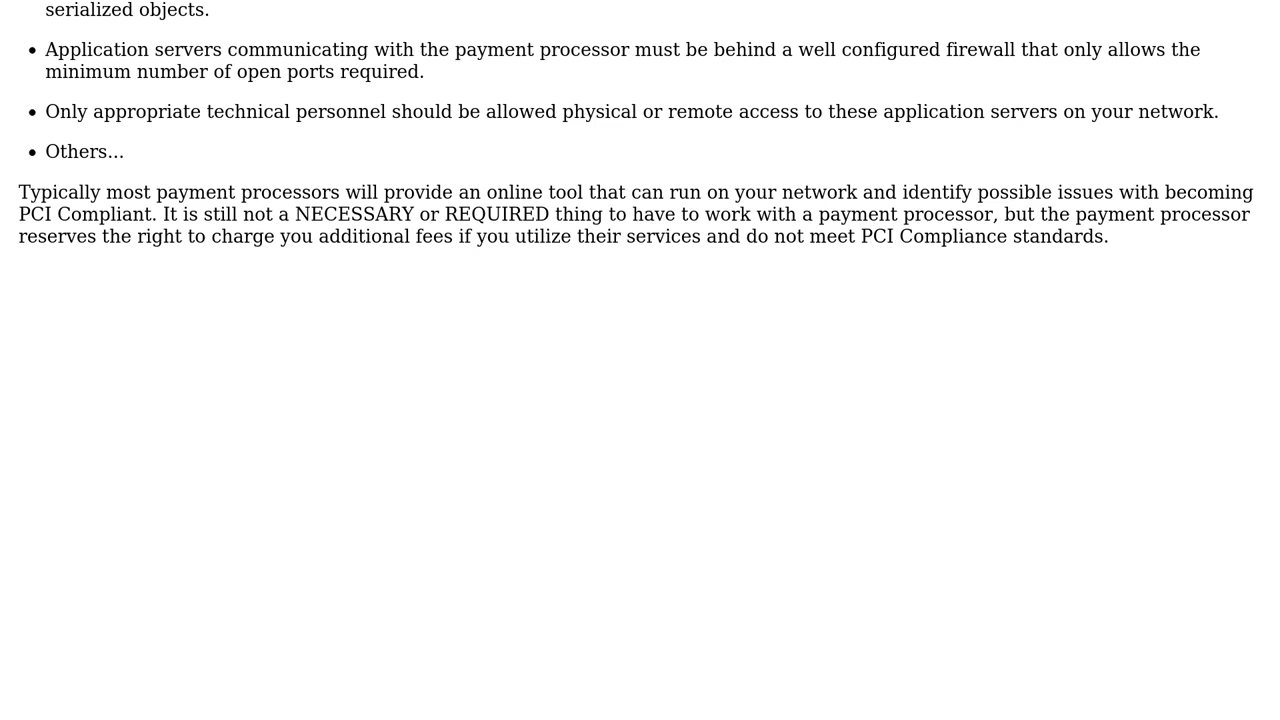 serialized objects.
• Application servers communicating with the payment processor must be behind a well configured firewall that only allows the
minimum number of open ports required.
• Only appropriate technical personnel should be allowed physical or remote access to these application servers on your network.
• Others...
Typically most payment processors will provide an online tool that can run on your network and identify possible issues with becoming
PCI Compliant. It is still not a NECESSARY or REQUIRED thing to have to work with a payment processor, but the payment processor
reserves the right to charge you additional fees if you utilize their services and do not meet PCI Compliance standards.